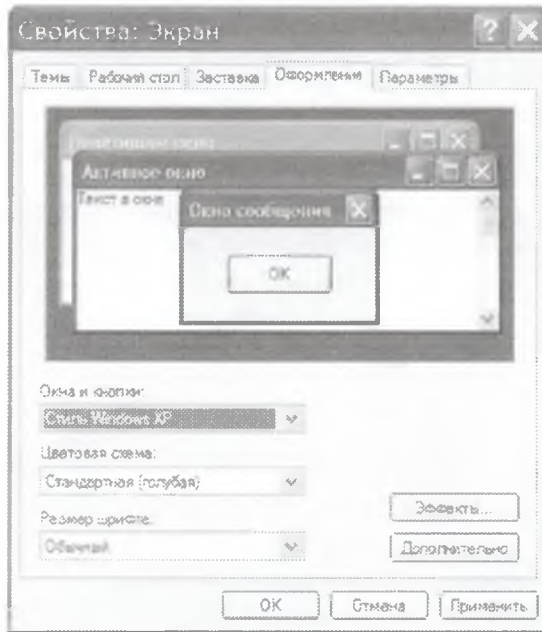 Свойства: Экран
Темы Рабочий стол Заставка Оформление Параметры
Неактивное окно
Активное окно
Текст в окне
Окно сообщения
OK
Окна и кнопки:
Стиль Windows XP
Цветовая схема:
Стандартная (голубая)
Размер шрифта:
Обычный
Эффекты...
Дополнительно
OK Отмена Применить